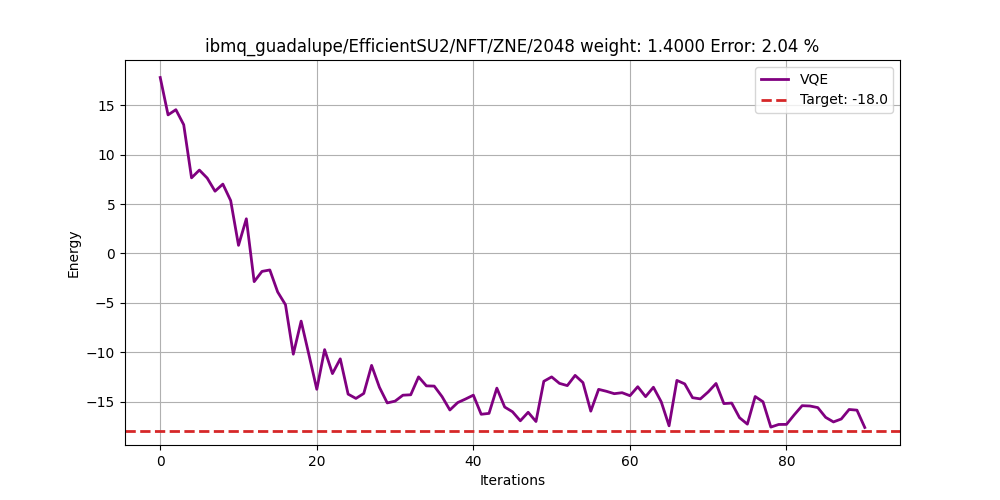 ibmq_guadalupe/EfficientSU2/NFT/ZNE/2048 weight: 1.4000 Error: 2.04 %
VQE
Target: -18.0
15
10
5
0
−5
−10
−15
Energy
0 20 40 60 80
Iterations